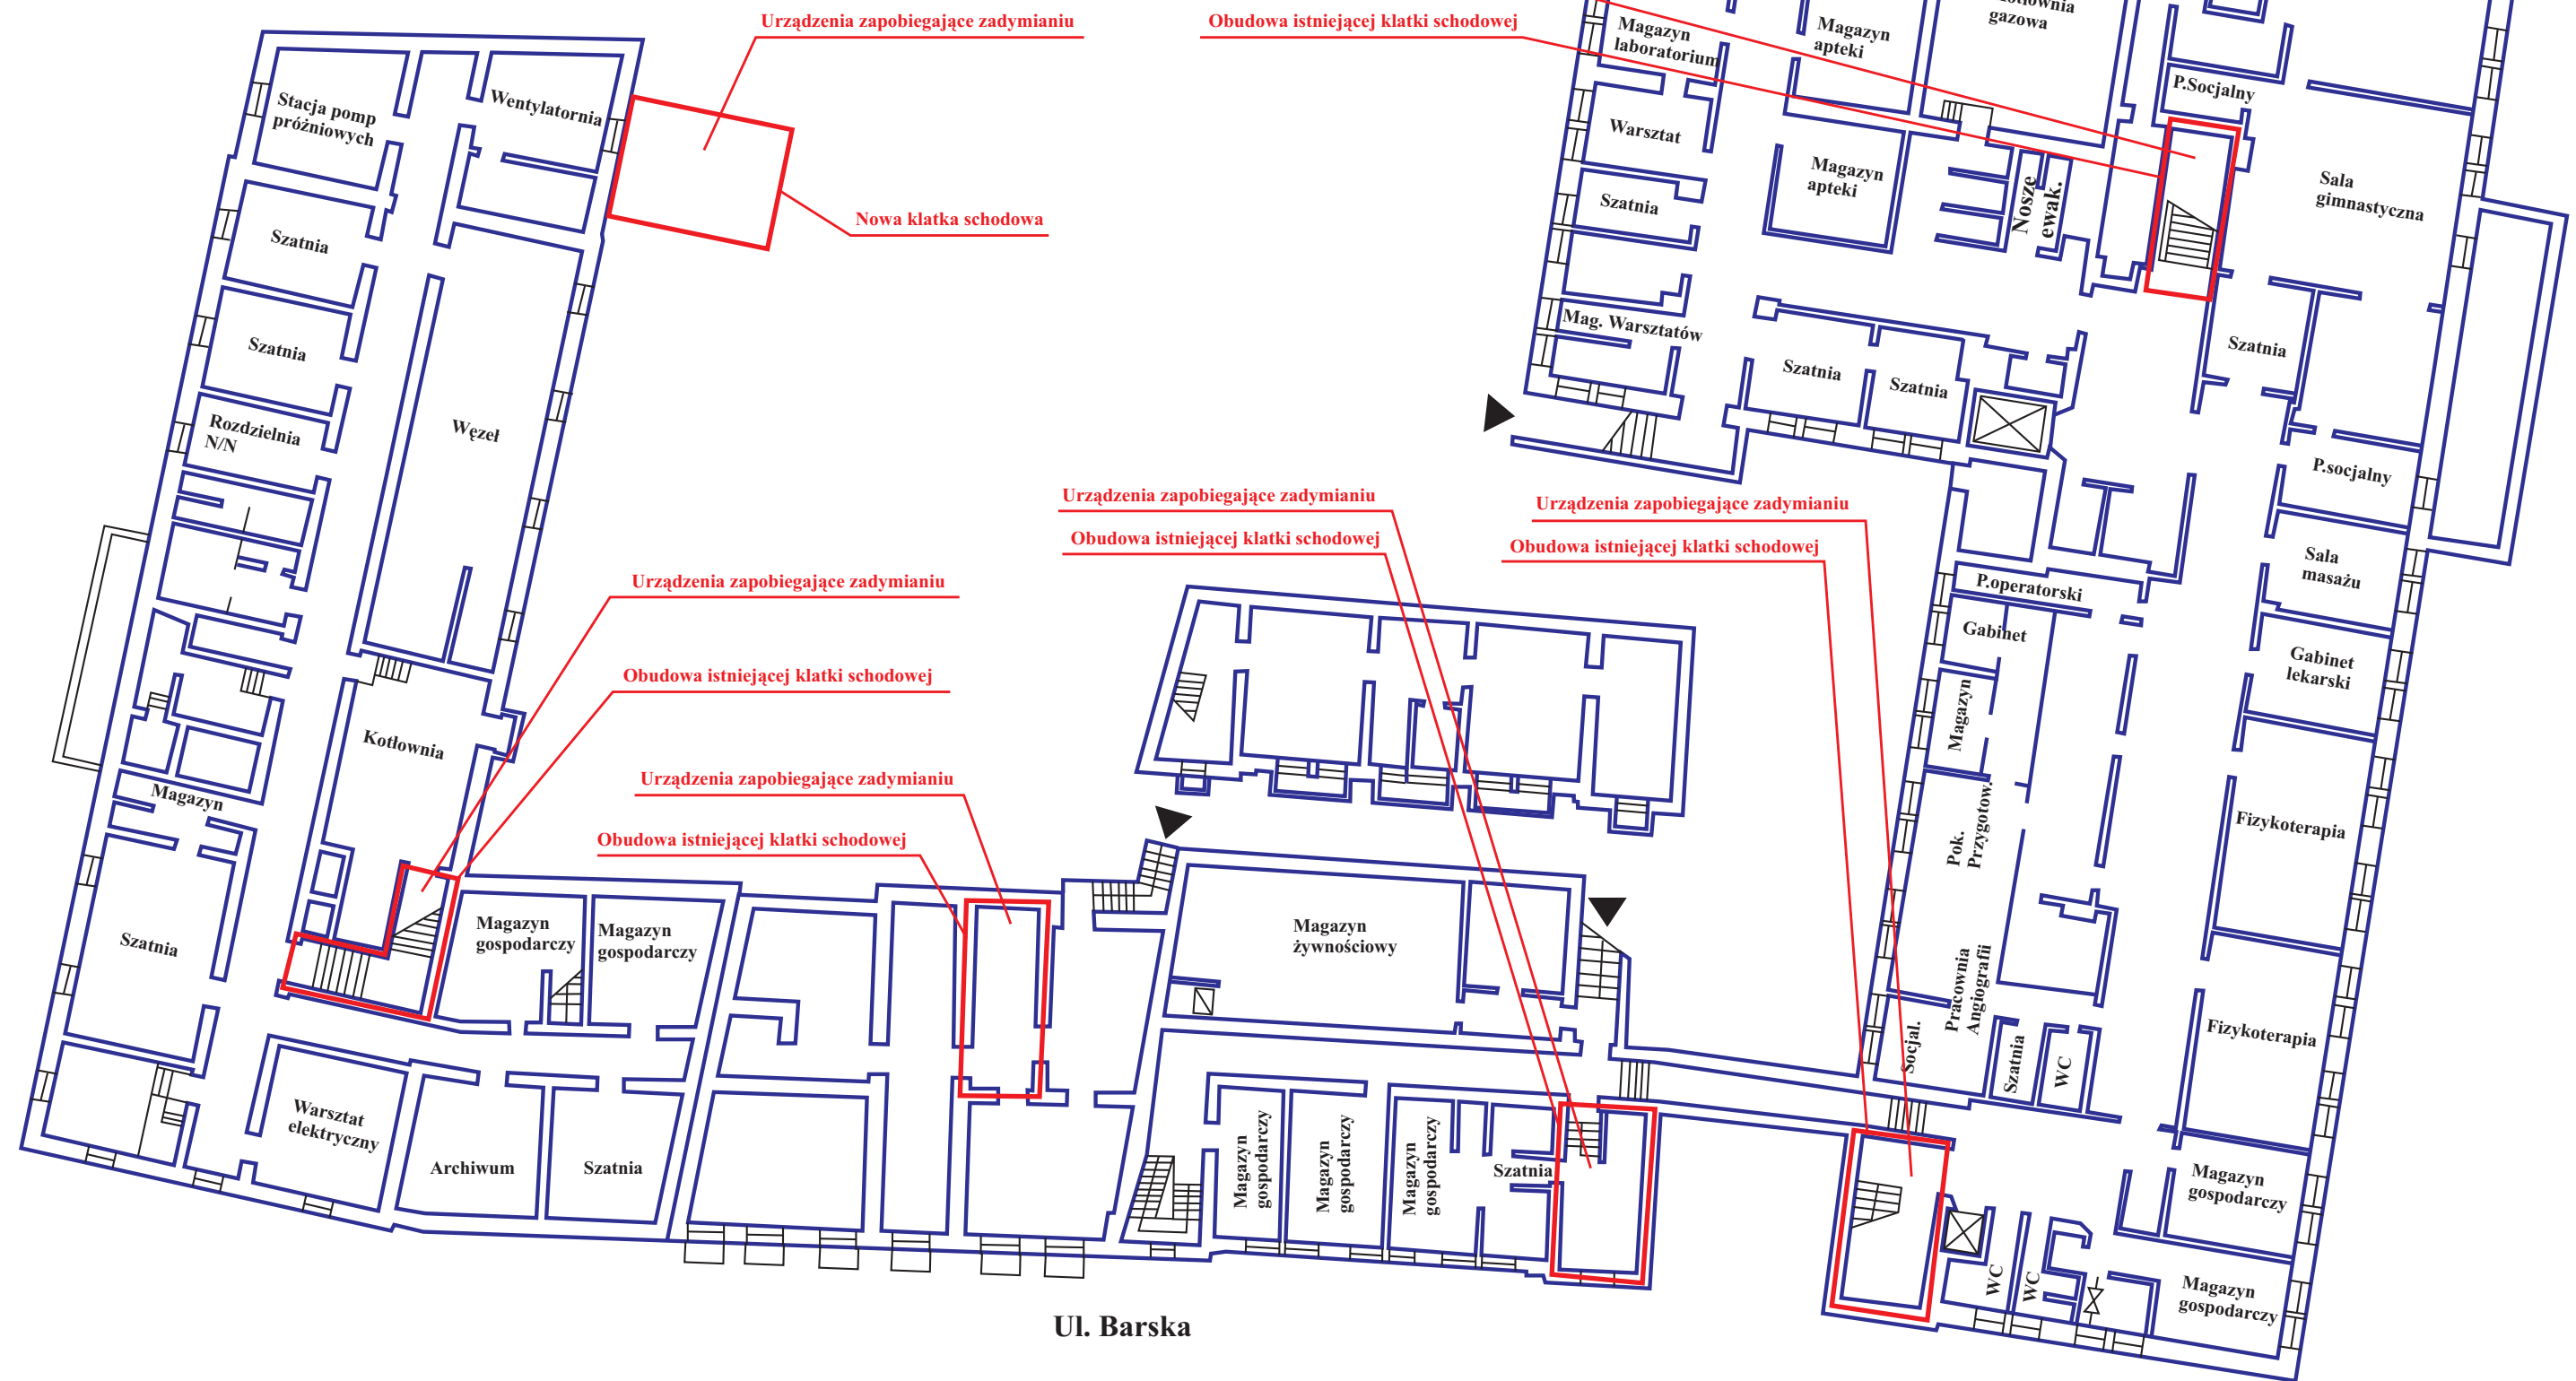 Urządzenia zapobiegające zadymianiu
Obudowa istniejącej klatki schodowej
Magazyn
laboratorium
Magazyn
apteki
gazowa
Stacja pomp
próżniowych
Wentylatornia
P.Socjalny
Warsztat
Magazyn
apteki
Nosze
ewak.
Sala
gimnastyczna
Szatnia
Nowa klatka schodowa
Szatnia
Szatnia
Mag. Warsztatów
Szatnia
Szatnia
Szatnia
Rozdzielnia
N/N
Węzeł
P.socjalny
Urządzenia zapobiegające zadymianiu
Obudowa istniejącej klatki schodowej
Urządzenia zapobiegające zadymianiu
Obudowa istniejącej klatki schodowej
Sala
masażu
P.operatorski
Urządzenia zapobiegające zadymianiu
Obudowa istniejącej klatki schodowej
Gabinet
Gabinet
lekarski
Magazyn
Kotłownia
Urządzenia zapobiegające zadymianiu
Obudowa istniejącej klatki schodowej
Magazyn
Pok.
Przygotow.
Fizykoterapia
Szatnia
Magazyn
gospodarczy
Magazyn
gospodarczy
Magazyn
żywnościowy
Pracownia
Angiografii
Fizykoterapia
Socjal.
Szatnia
WC
Warsztat
elektryczny
Archiwum
Szatnia
Magazyn
gospodarczy
Magazyn
gospodarczy
Magazyn
gospodarczy
Szatnia
Magazyn
gospodarczy
WC
WC
Magazyn
gospodarczy
Ul. Barska